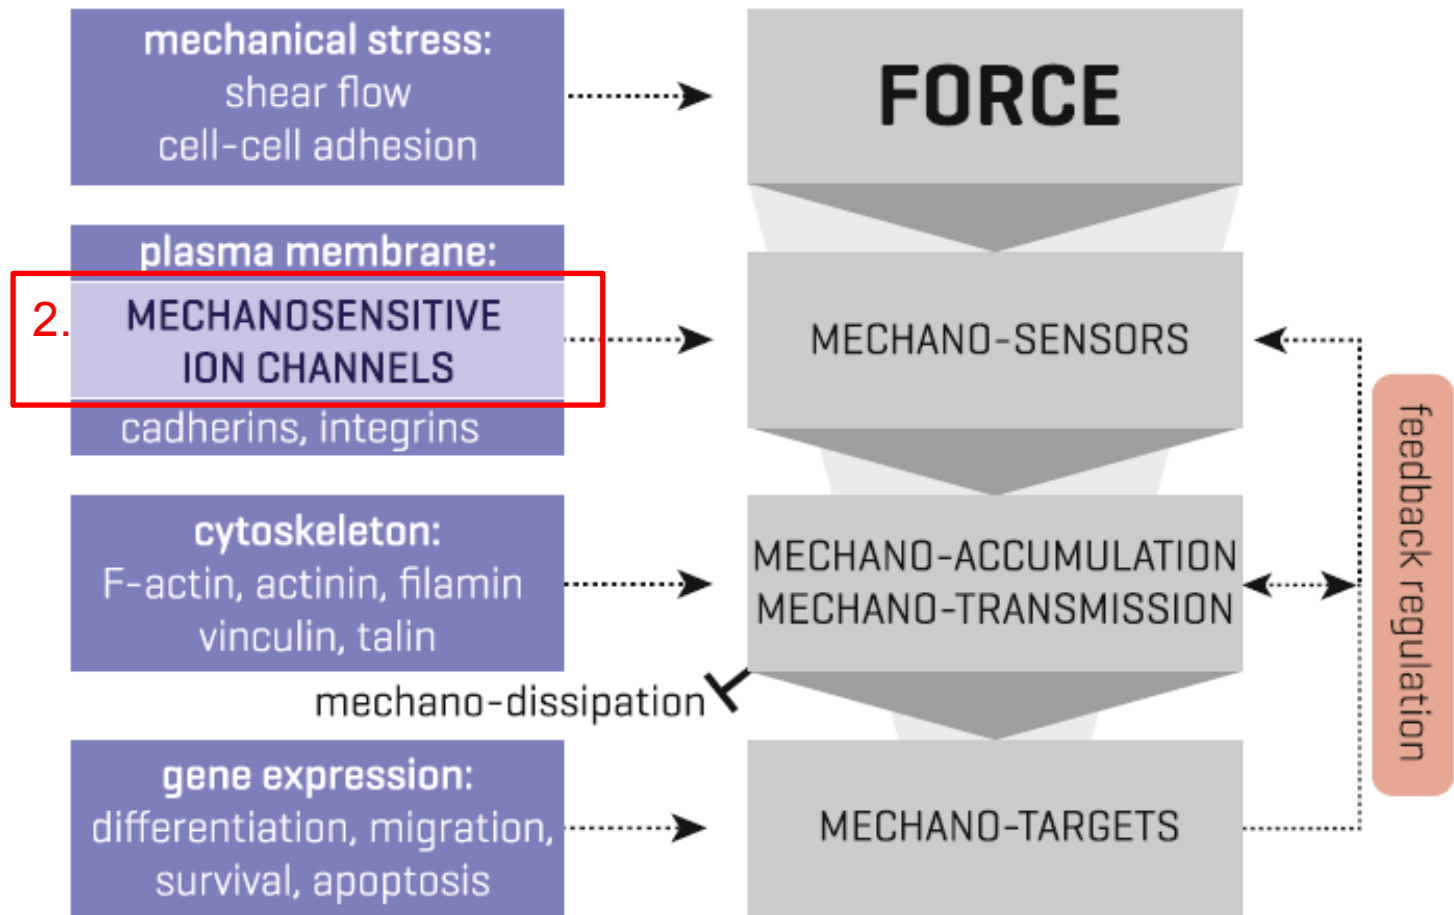 mechanical stress:
shear flow
cell-cell adhesion
FORCE
plasma membrane:
2.
MECHANOSENSITIVE
ION CHANNELS
cadherins, integrins
MECHANO-SENSORS
cytoskeleton:
F-actin, actinin, filamin
vinculin, talin
MECHANO-ACCUMULATION
MECHANO-TRANSMISSION
mechano-dissipation
gene expression:
differentiation, migration,
survival, apoptosis
MECHANO-TARGETS
feedback regulation